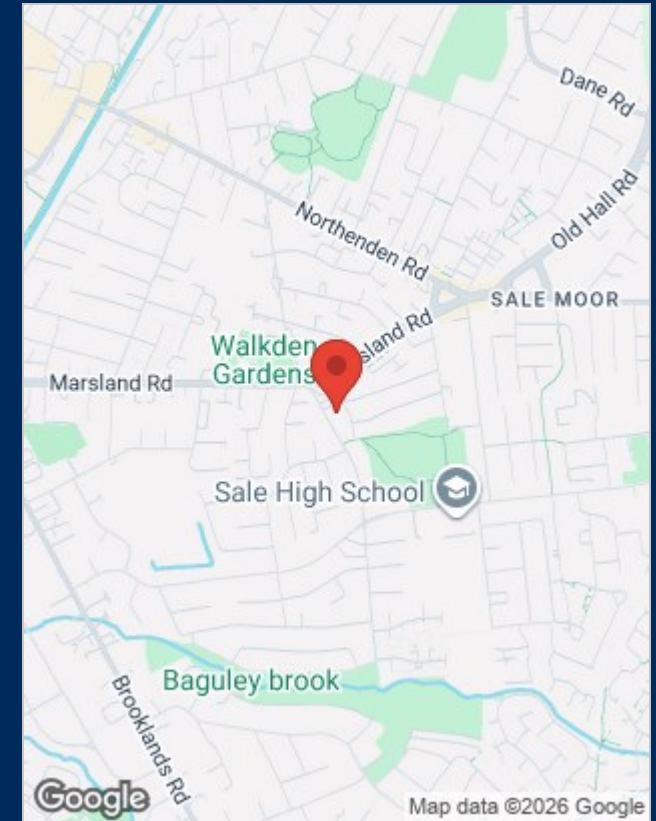 Dane Rd
Old Hall Rd
Northenden Rd
SALE MOOR
Walkden
Gardens
sland Rd
Marsland Rd
Sale High School
Baguley brook
Brooklands Rd
Google
Map data ©2026 Google